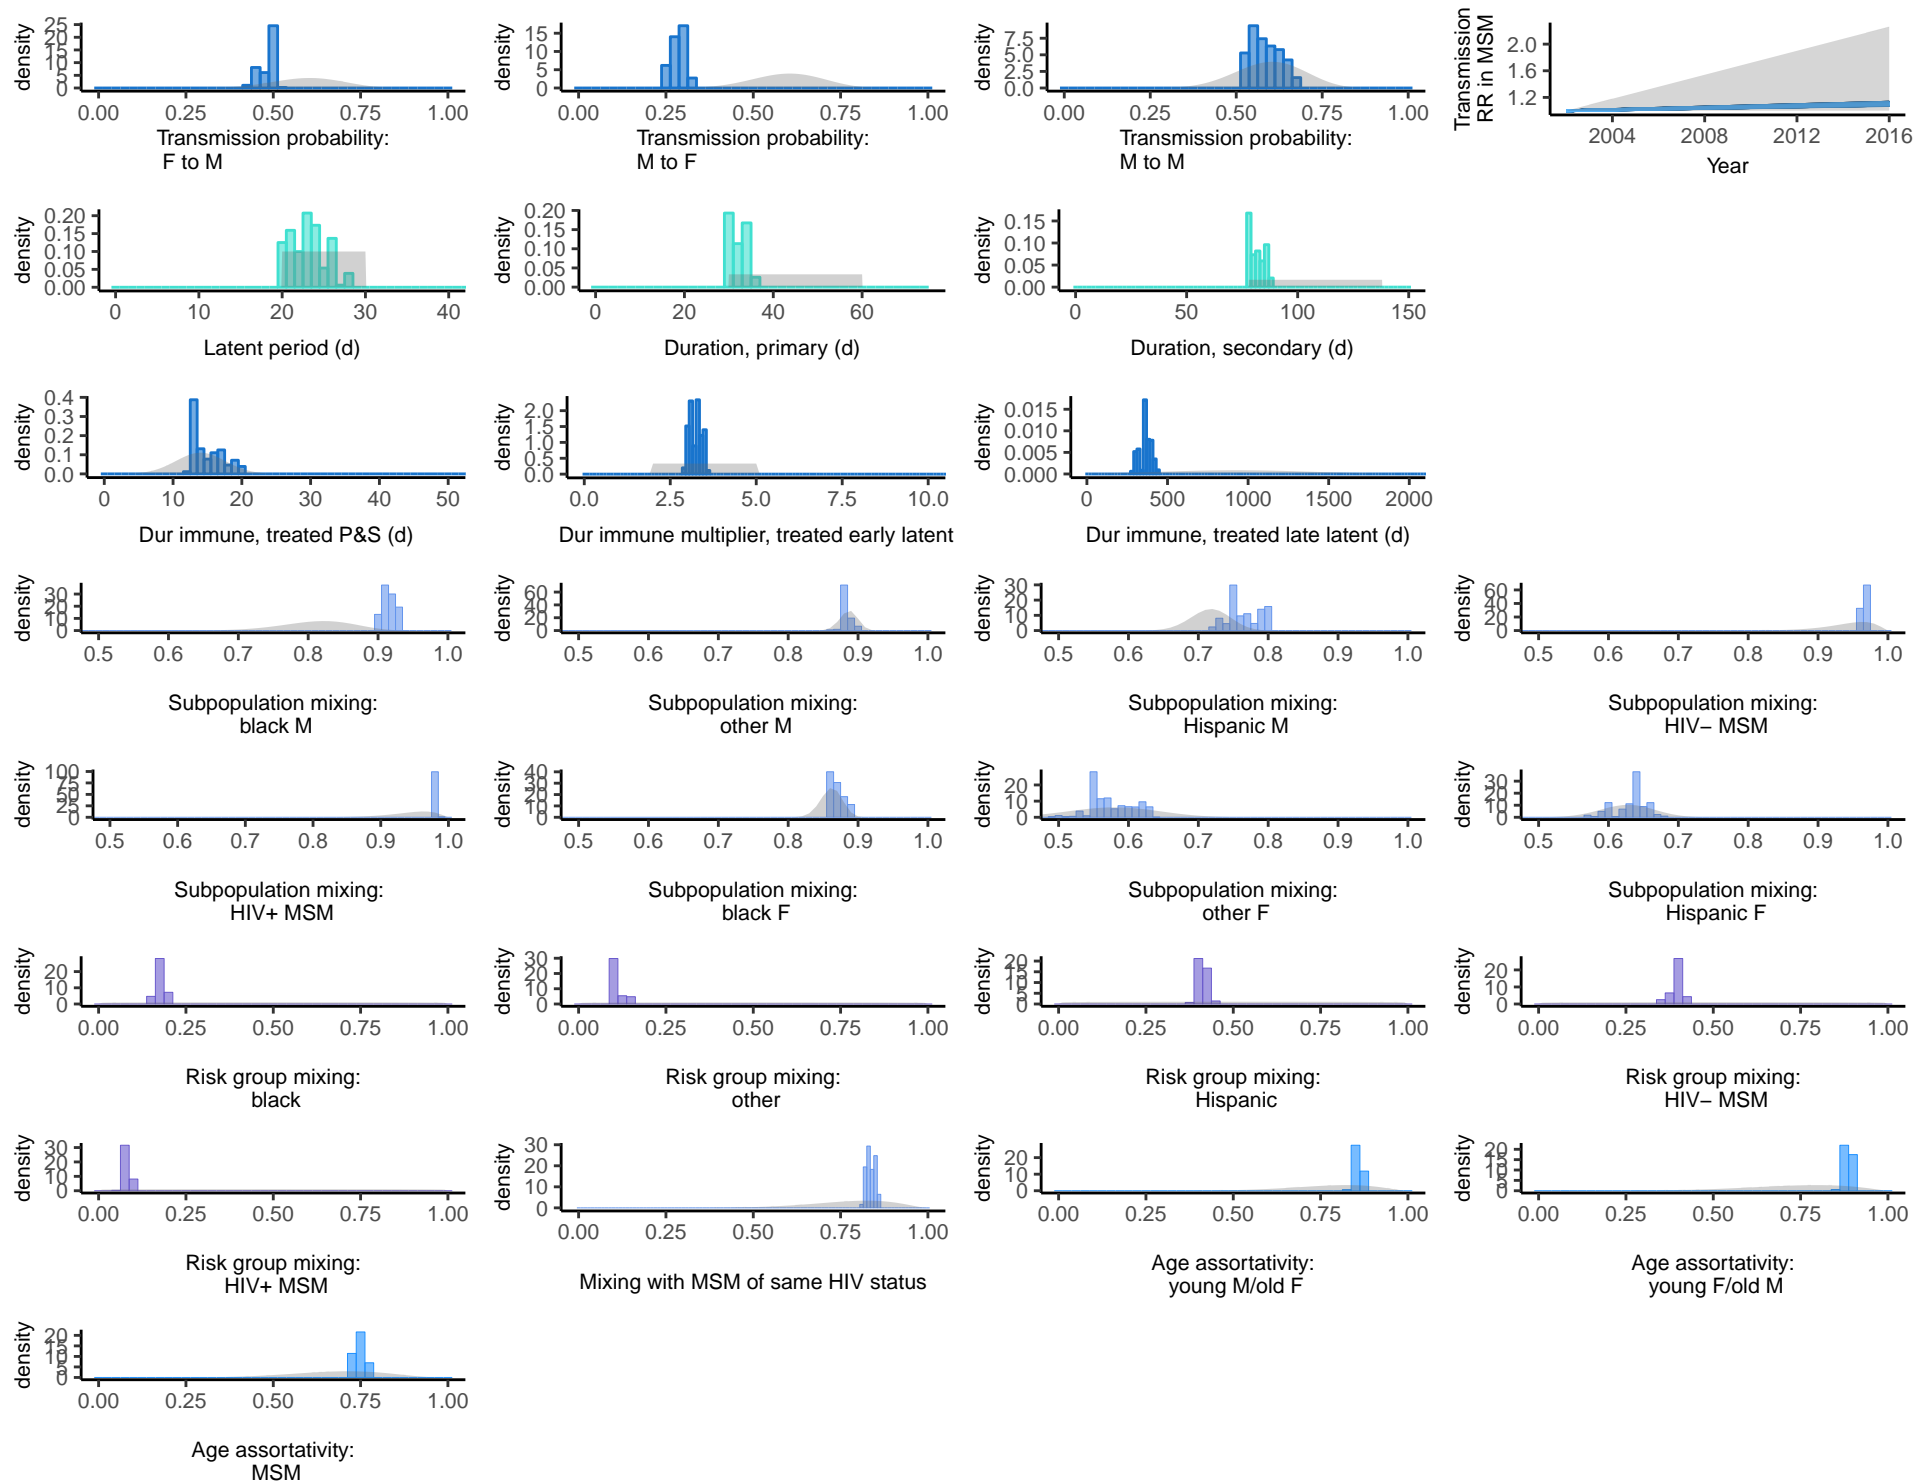 density
25
20
15
10
5
0
0.00 0.25 0.50 0.75 1.00
Transmission probability:
F to M
density
15
10
5
0
0.00 0.25 0.50 0.75 1.00
Transmission probability:
M to F
density
7.5
5.0
2.5
0.0
0.00 0.25 0.50 0.75 1.00
Transmission probability:
M to M
Transmission
RR in MSM
2.0
1.6
1.2
2004 2008 2012 2016
Year
density
0.20
0.15
0.10
0.05
0.00
0 10 20 30 40
Latent period (d)
density
0.20
0.15
0.10
0.05
0.00
0 20 40 60
Duration, primary (d)
density
0.15
0.10
0.05
0.00
0 50 100 150
Duration, secondary (d)
density
0.4
0.3
0.2
0.1
0.0
0 10 20 30 40 50
Dur immune, treated P&S (d)
density
2.0
1.5
1.0
0.5
0.0
0.0 2.5 5.0 7.5 10.0
Dur immune multiplier, treated early latent
density
0.015
0.010
0.005
0.000
0 500 1000 1500 2000
Dur immune, treated late latent (d)
density
30
20
10
0
0.5 0.6 0.7 0.8 0.9 1.0
Subpopulation mixing:
black M
density
60
40
20
0
0.5 0.6 0.7 0.8 0.9 1.0
Subpopulation mixing:
other M
density
30
20
10
0
0.5 0.6 0.7 0.8 0.9 1.0
Subpopulation mixing:
Hispanic M
density
60
40
20
0
0.5 0.6 0.7 0.8 0.9 1.0
Subpopulation mixing:
HIV− MSM
density
100
75
50
25
0
0.5 0.6 0.7 0.8 0.9 1.0
Subpopulation mixing:
HIV+ MSM
density
40
30
20
10
0
0.5 0.6 0.7 0.8 0.9 1.0
Subpopulation mixing:
black F
density
20
10
0
0.5 0.6 0.7 0.8 0.9 1.0
Subpopulation mixing:
other F
density
30
20
10
0
0.5 0.6 0.7 0.8 0.9 1.0
Subpopulation mixing:
Hispanic F
density
20
10
0
0.00 0.25 0.50 0.75 1.00
Risk group mixing:
black
density
30
20
10
0
0.00 0.25 0.50 0.75 1.00
Risk group mixing:
other
density
20
15
10
5
0
0.00 0.25 0.50 0.75 1.00
Risk group mixing:
Hispanic
density
20
10
0
0.00 0.25 0.50 0.75 1.00
Risk group mixing:
HIV− MSM
density
30
20
10
0
0.00 0.25 0.50 0.75 1.00
Risk group mixing:
HIV+ MSM
density
30
20
10
0
0.00 0.25 0.50 0.75 1.00
Mixing with MSM of same HIV status
density
20
10
0
0.00 0.25 0.50 0.75 1.00
Age assortativity:
young M/old F
density
20
15
10
5
0
0.00 0.25 0.50 0.75 1.00
Age assortativity:
young F/old M
density
20
15
10
5
0
0.00 0.25 0.50 0.75 1.00
Age assortativity:
MSM